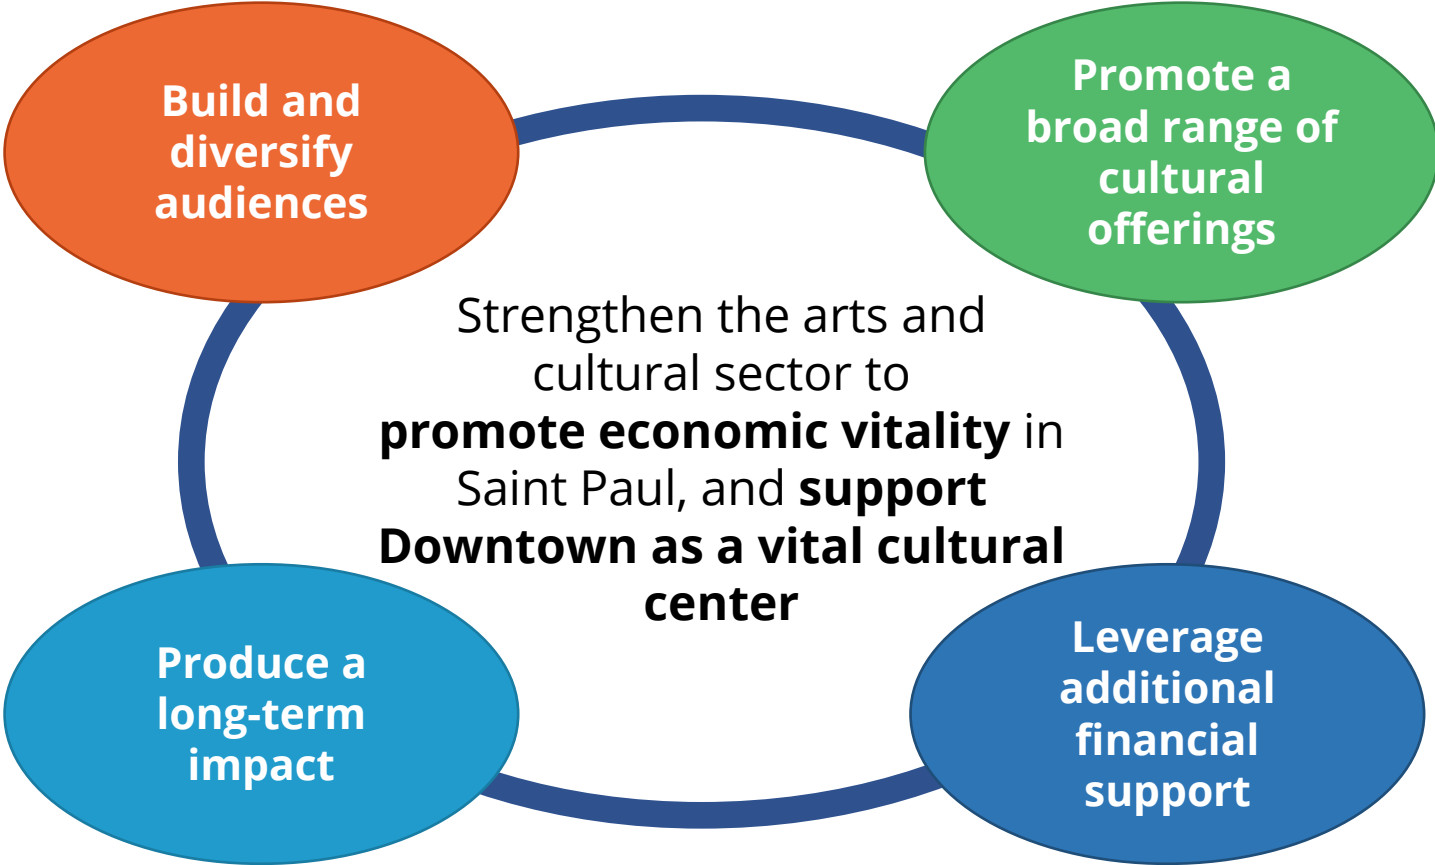 Build and
diversify
audiences
Promote a
broad range of
cultural
offerings
Strengthen the arts and
cultural sector to
promote economic vitality in
Saint Paul, and support
Downtown as a vital cultural
center
Produce a
long-term
impact
Leverage
additional
financial
support